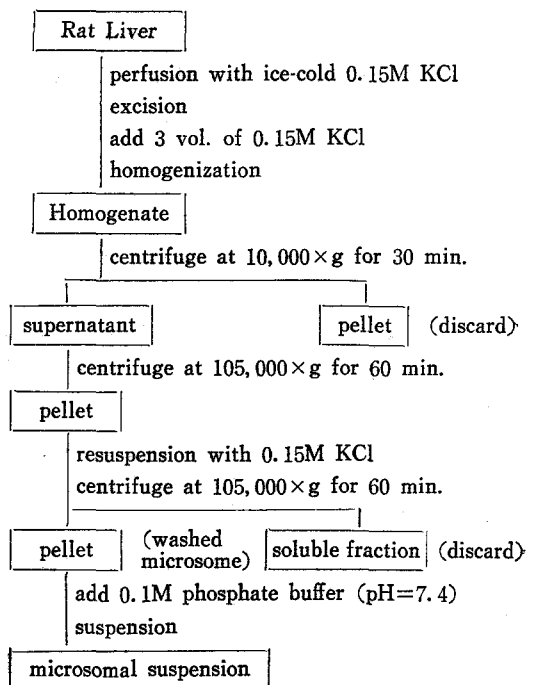 Rat Liver
perfusion with ice-cold 0.15M KCl
excision
add 3 vol. of 0.15M KCl
homogenization
Homogenate
centrifuge at 10,000×g for 30 min.
supernatant
pellet (discard)
centrifuge at 105,000×g for 60 min.
pellet
resuspension with 0.15M KCl
centrifuge at 105,000×g for 60 min.
pellet
(washed
microsome)
soluble fraction (discard)
add 0.1M phosphate buffer (pH=7.4)
suspension
microsomal suspension